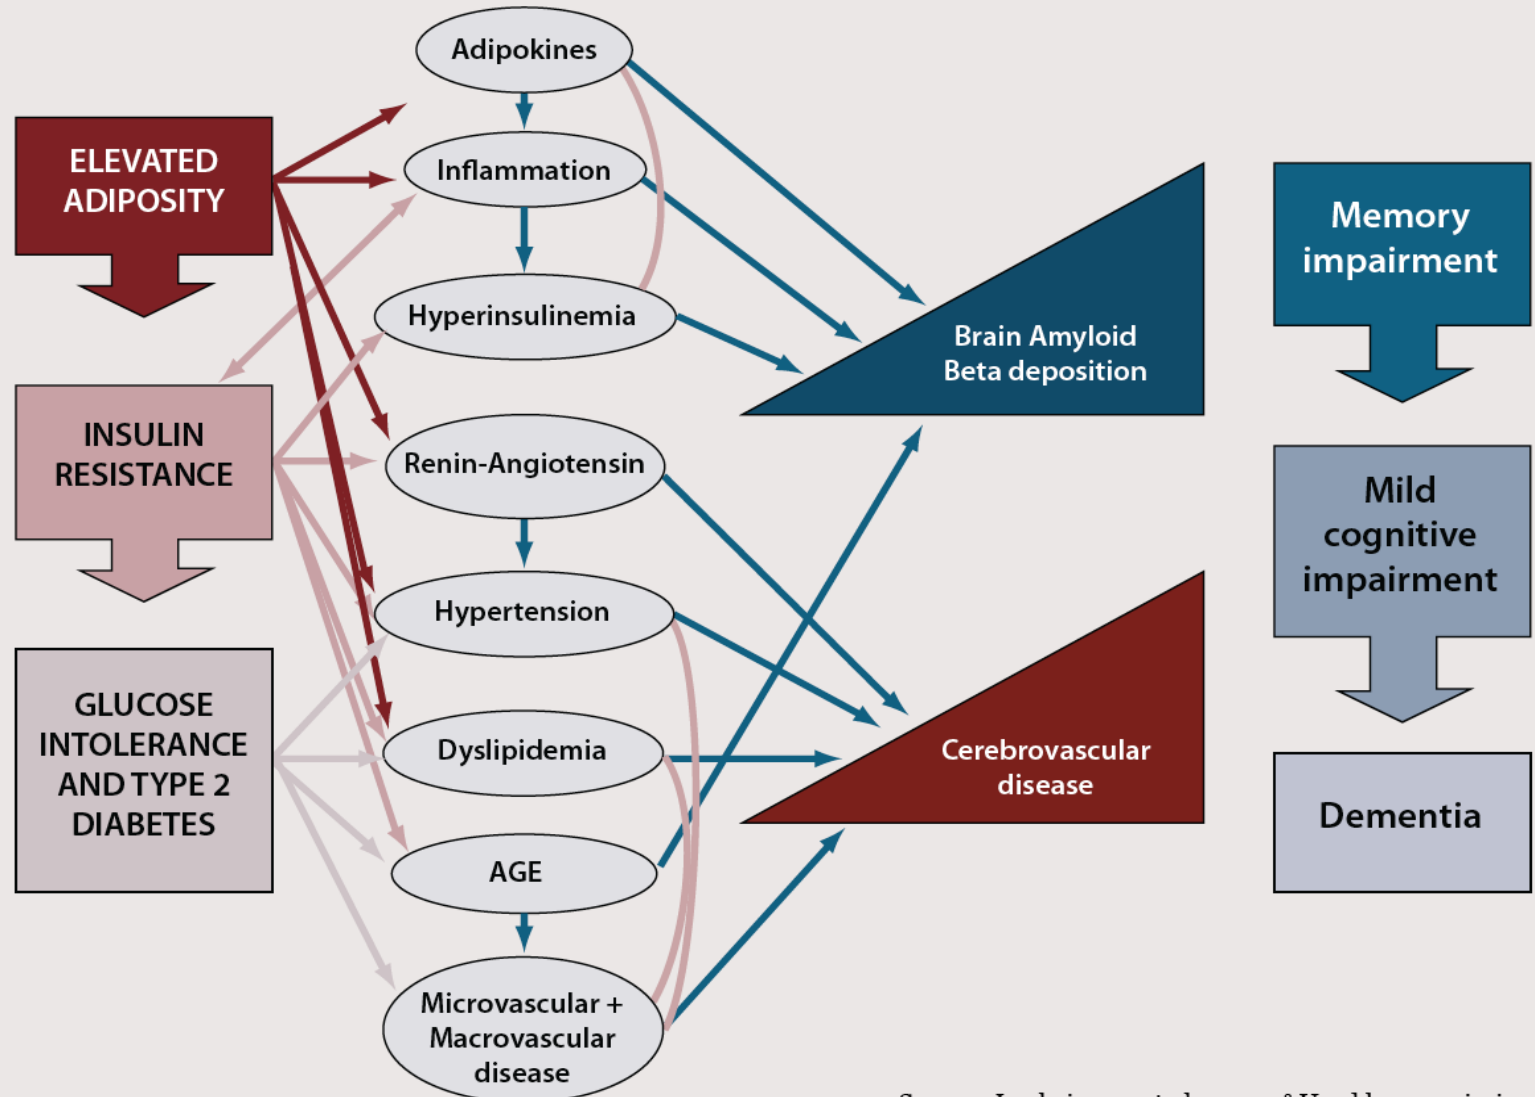 Adipokines
ELEVATED
ADIPOSITY
Inflammation
Hyperinsulinemia
INSULIN
RESISTANCE
Renin-Angiotensin
Hypertension
GLUCOSE
INTOLERANCE
AND TYPE 2
DIABETES
Dyslipidemia
AGE
Microvascular +
Macrovascular
disease
Brain Amyloid
Beta deposition
Cerebrovascular
disease
Memory
impairment
Mild
cognitive
impairment
Dementia